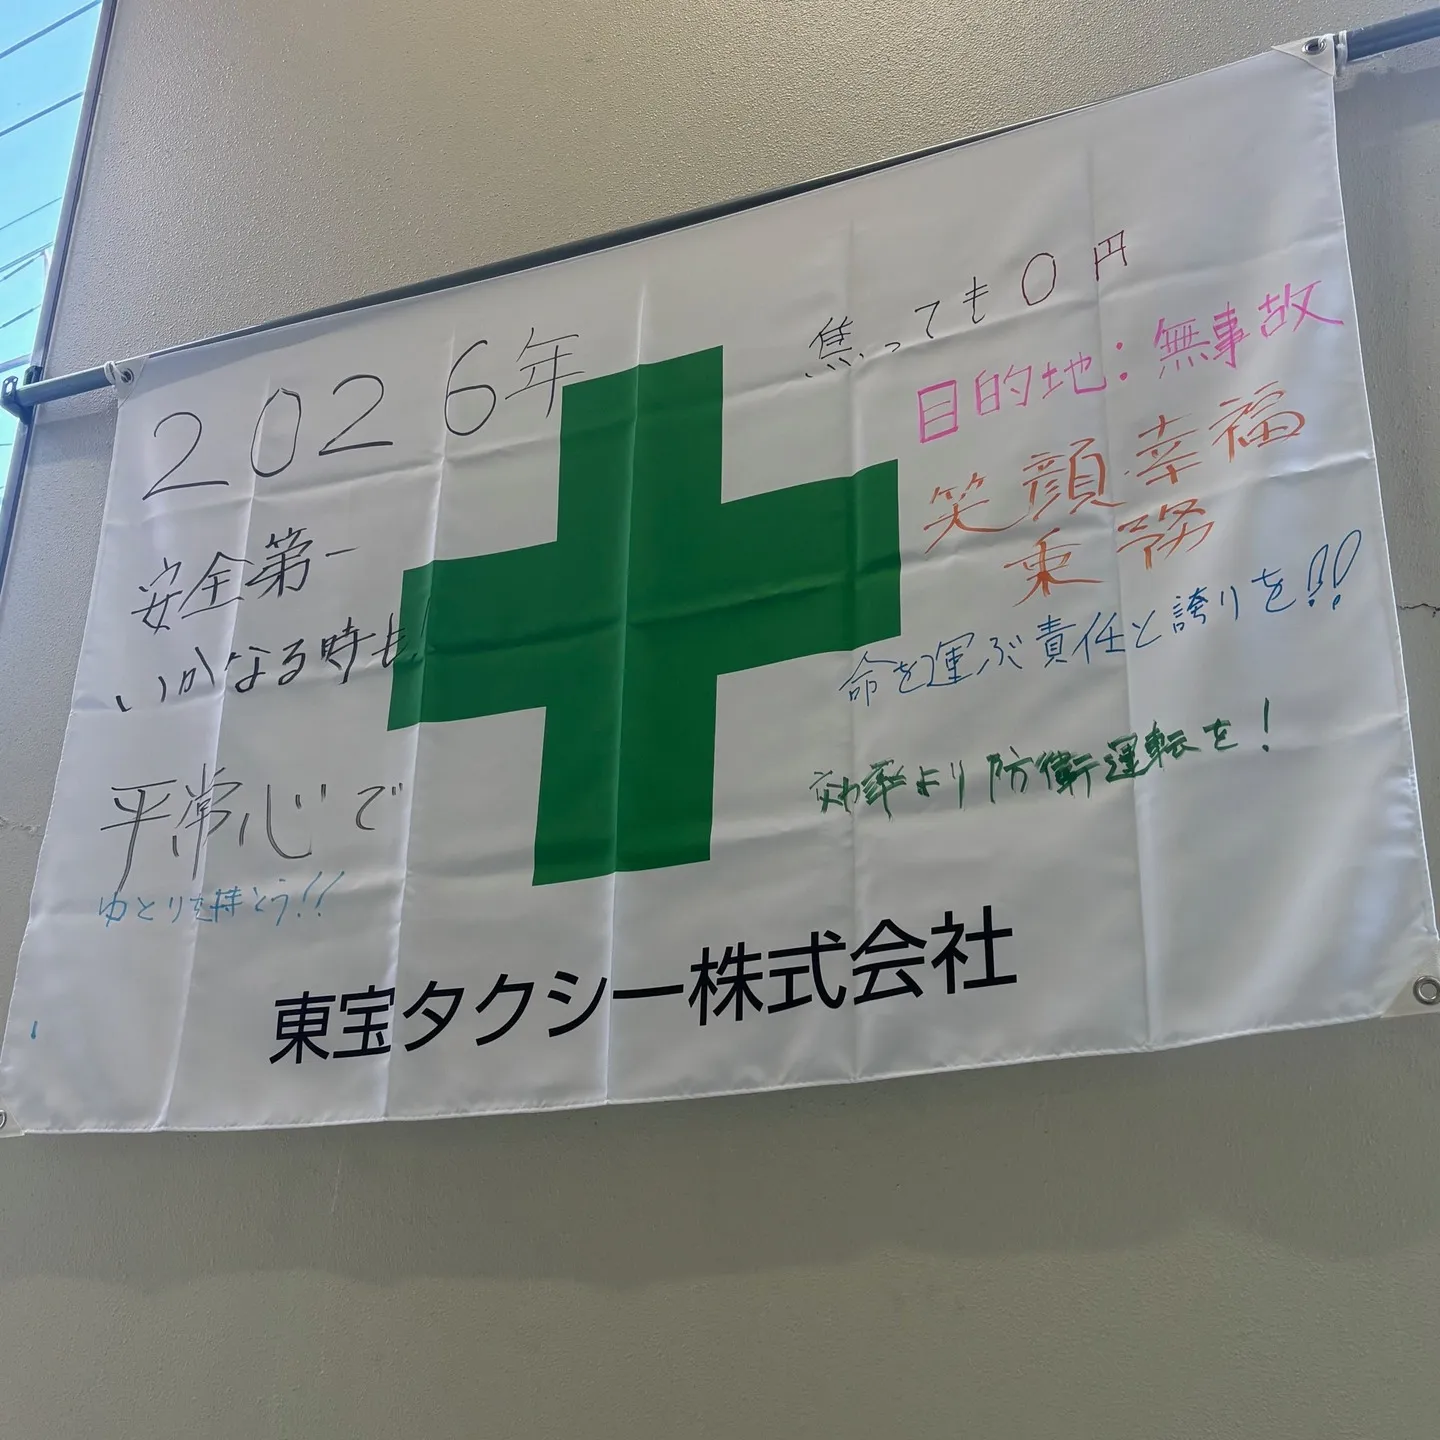 2026年
安全第一
いかなる時も!
平常心で
ゆとりを持とう!!
焦っても0円
目的地:無事故
笑顔幸福
乗務
命を運ぶ責任と誇りを!!
効率より防衛運転を!
東宝タクシー株式会社